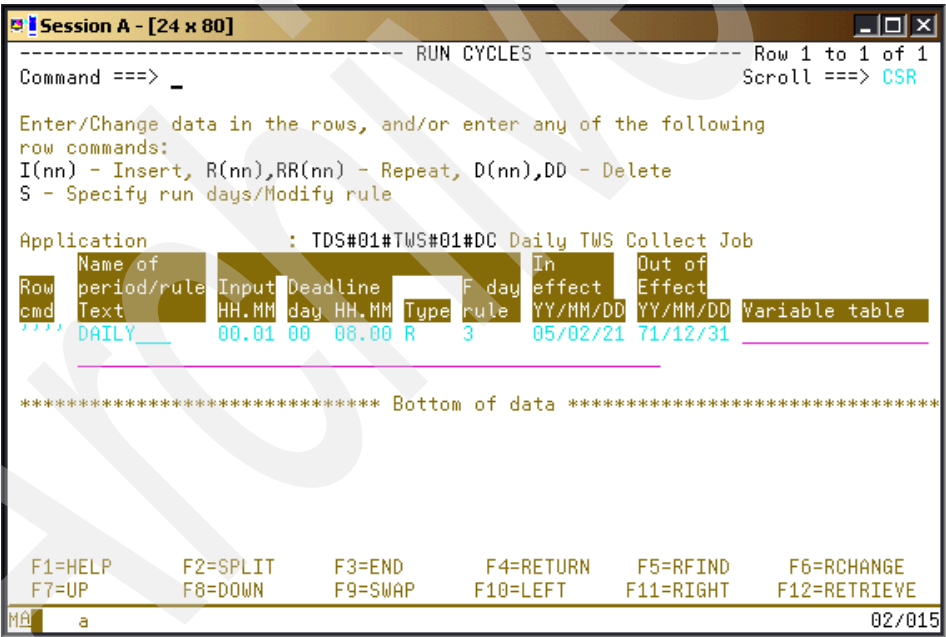 Session A - [24 x 80]
--------------------------------- RUN CYCLES ----------------- Row 1 to 1 of 1
Command ===> _ Scroll ===> CSR
Enter/Change data in the rows, and/or enter any of the following
row commands:
I(nn) - Insert, R(nn),RR(nn) - Repeat, D(nn),DD - Delete
S - Specify run days/Modify rule
Application : TDS#01#TWS#01#DC Daily TWS Collect Job
Name of In Out of
Row period/rule Input Deadline F day effect Effect
cmd Text HH.MM day HH.MM Type rule YY/MM/DD YY/MM/DD Variable table
'''' DAILY___ 00.01 00 08.00 R 3 05/02/21 71/12/31 ________________
__________________________________________________
******************************* Bottom of data ********************************
F1=HELP F2=SPLIT F3=END F4=RETURN F5=RFIND F6=RCHANGE
F7=UP F8=DOWN F9=SWAP F10=LEFT F11=RIGHT F12=RETRIEVE
MA a 02/015